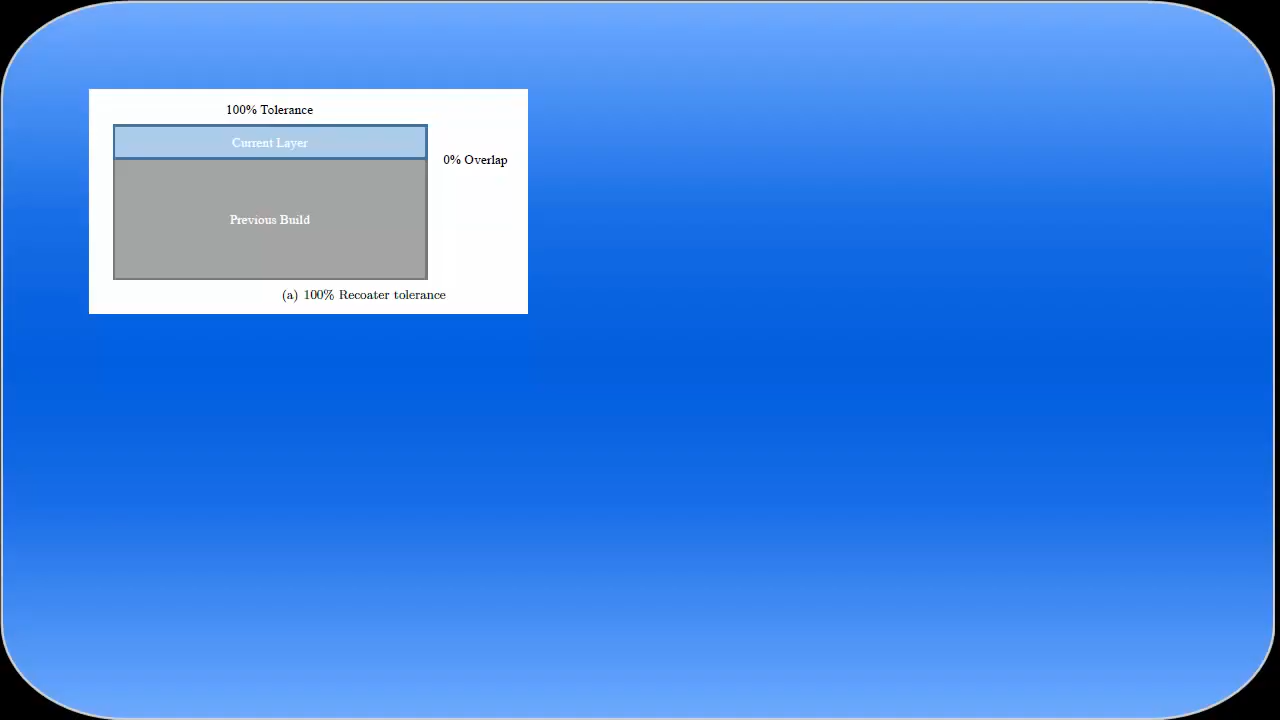 100% Tolerance
Current Layer
0% Overlap
Previous Build
(a) 100% Recoater tolerance